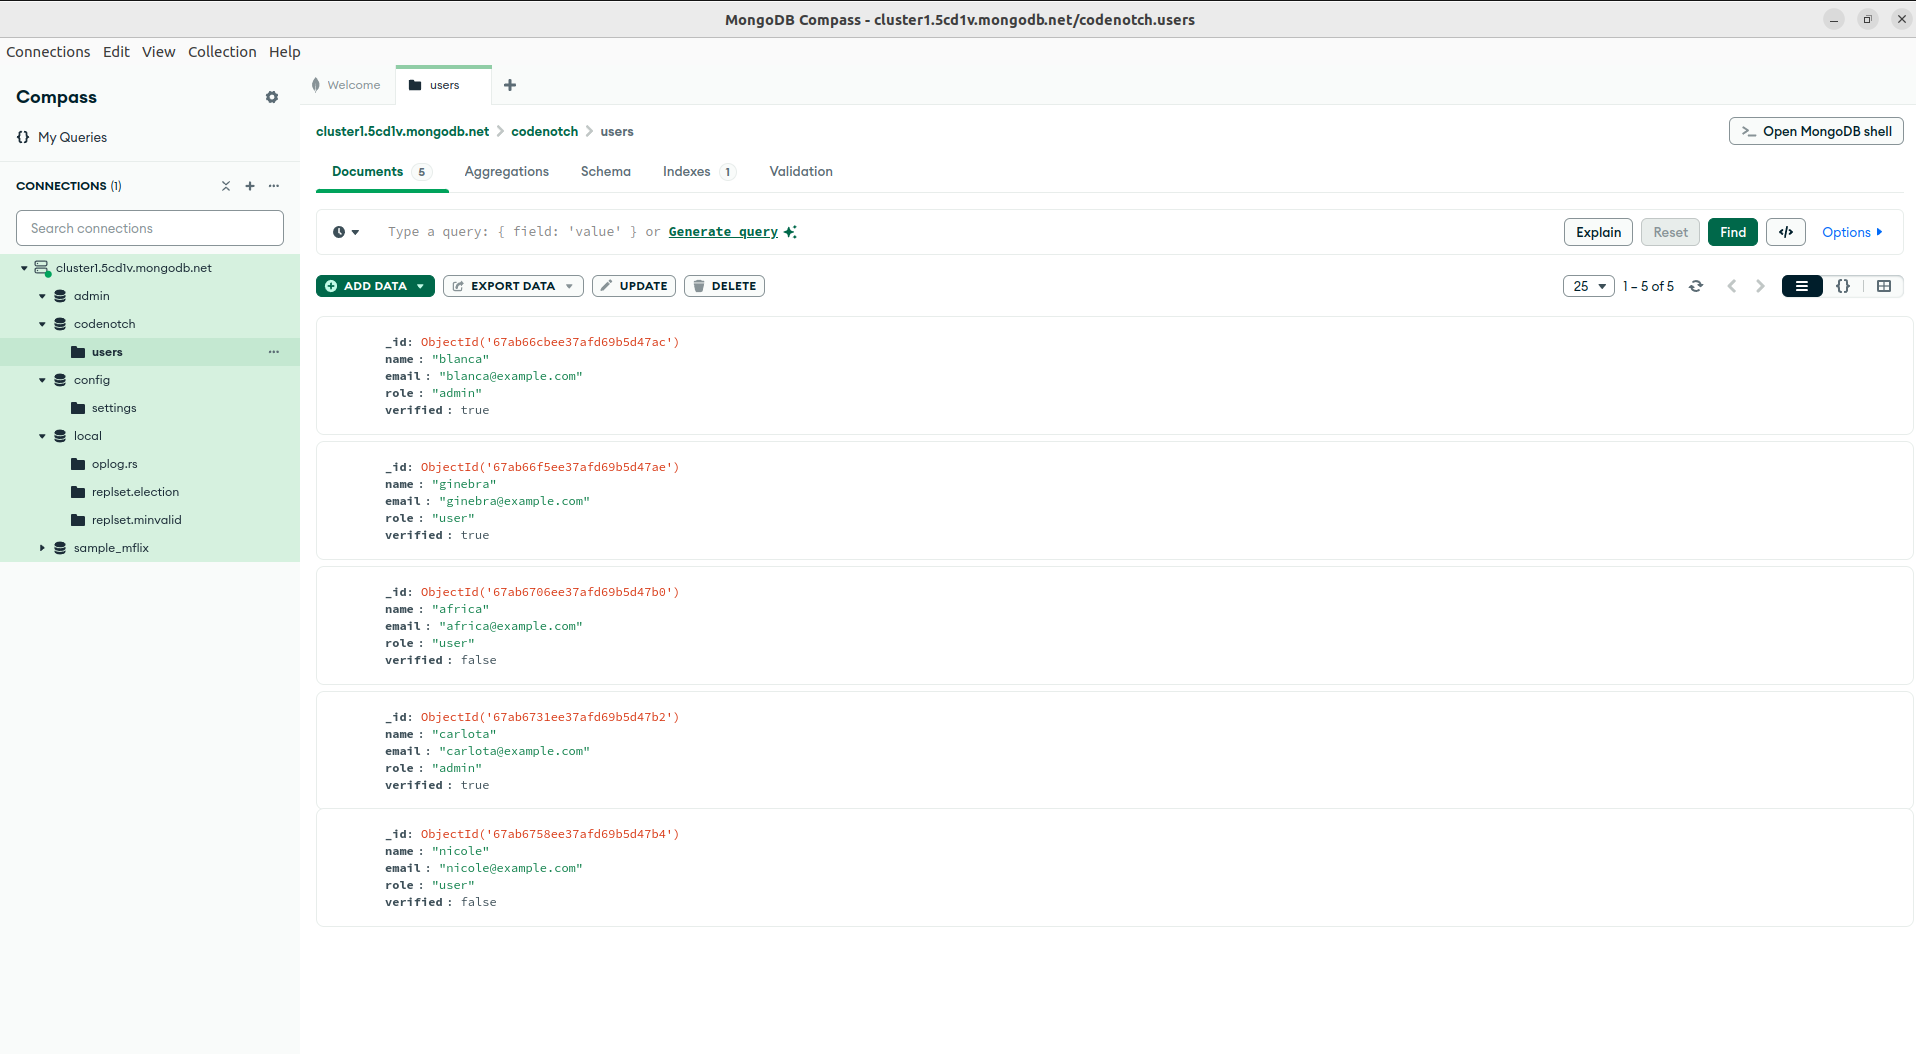 MongoDB Compass - cluster1.5cd1v.mongodb.net/codenotch.users
Connections Edit View Collection Help
Compass
{} My Queries
CONNECTIONS (1)
Search connections
cluster1.5cd1v.mongodb.net
admin
codenotch
users
config
settings
local
oplog.rs
replset.election
replset.minvalid
sample_mflix
Welcome users
cluster1.5cd1v.mongodb.net > codenotch > users
>_ Open MongoDB shell
Documents 5 Aggregations Schema Indexes 1 Validation
Type a query: { field: 'value' } or Generate query
Explain Reset Find </> Options
ADD DATA EXPORT DATA UPDATE DELETE
25 1 – 5 of 5 {}
_id: ObjectId('67ab66cbee37afd69b5d47ac')
name : "blanca"
email : "blanca@example.com"
role : "admin"
verified : true
_id: ObjectId('67ab66f5ee37afd69b5d47ae')
name : "ginebra"
email : "ginebra@example.com"
role : "user"
verified : true
_id: ObjectId('67ab6706ee37afd69b5d47b0')
name : "africa"
email : "africa@example.com"
role : "user"
verified : false
_id: ObjectId('67ab6731ee37afd69b5d47b2')
name : "carlota"
email : "carlota@example.com"
role : "admin"
verified : true
_id: ObjectId('67ab6758ee37afd69b5d47b4')
name : "nicole"
email : "nicole@example.com"
role : "user"
verified : false